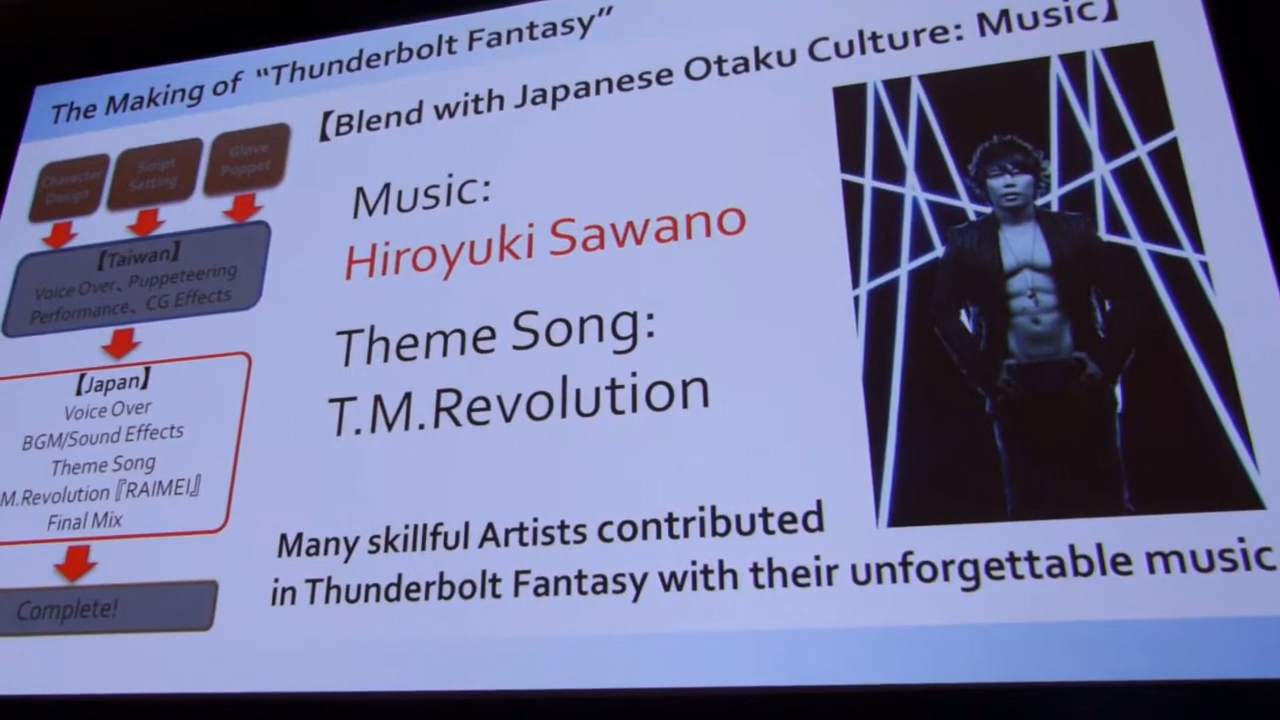 The Making of “Thunderbolt Fantasy”
【Blend with Japanese Otaku Culture: Music】
Character
Design
Script
Setting
Glove
Puppet
【Taiwan】
Voice Over、Puppeteering
Performance、CG Effects
【Japan】
Voice Over
BGM/Sound Effects
Theme Song
M.Revolution『RAIMEI』
Final Mix
Complete!
Music:
Hiroyuki Sawano
Theme Song:
T.M.Revolution
Many skillful Artists contributed
in Thunderbolt Fantasy with their unforgettable music